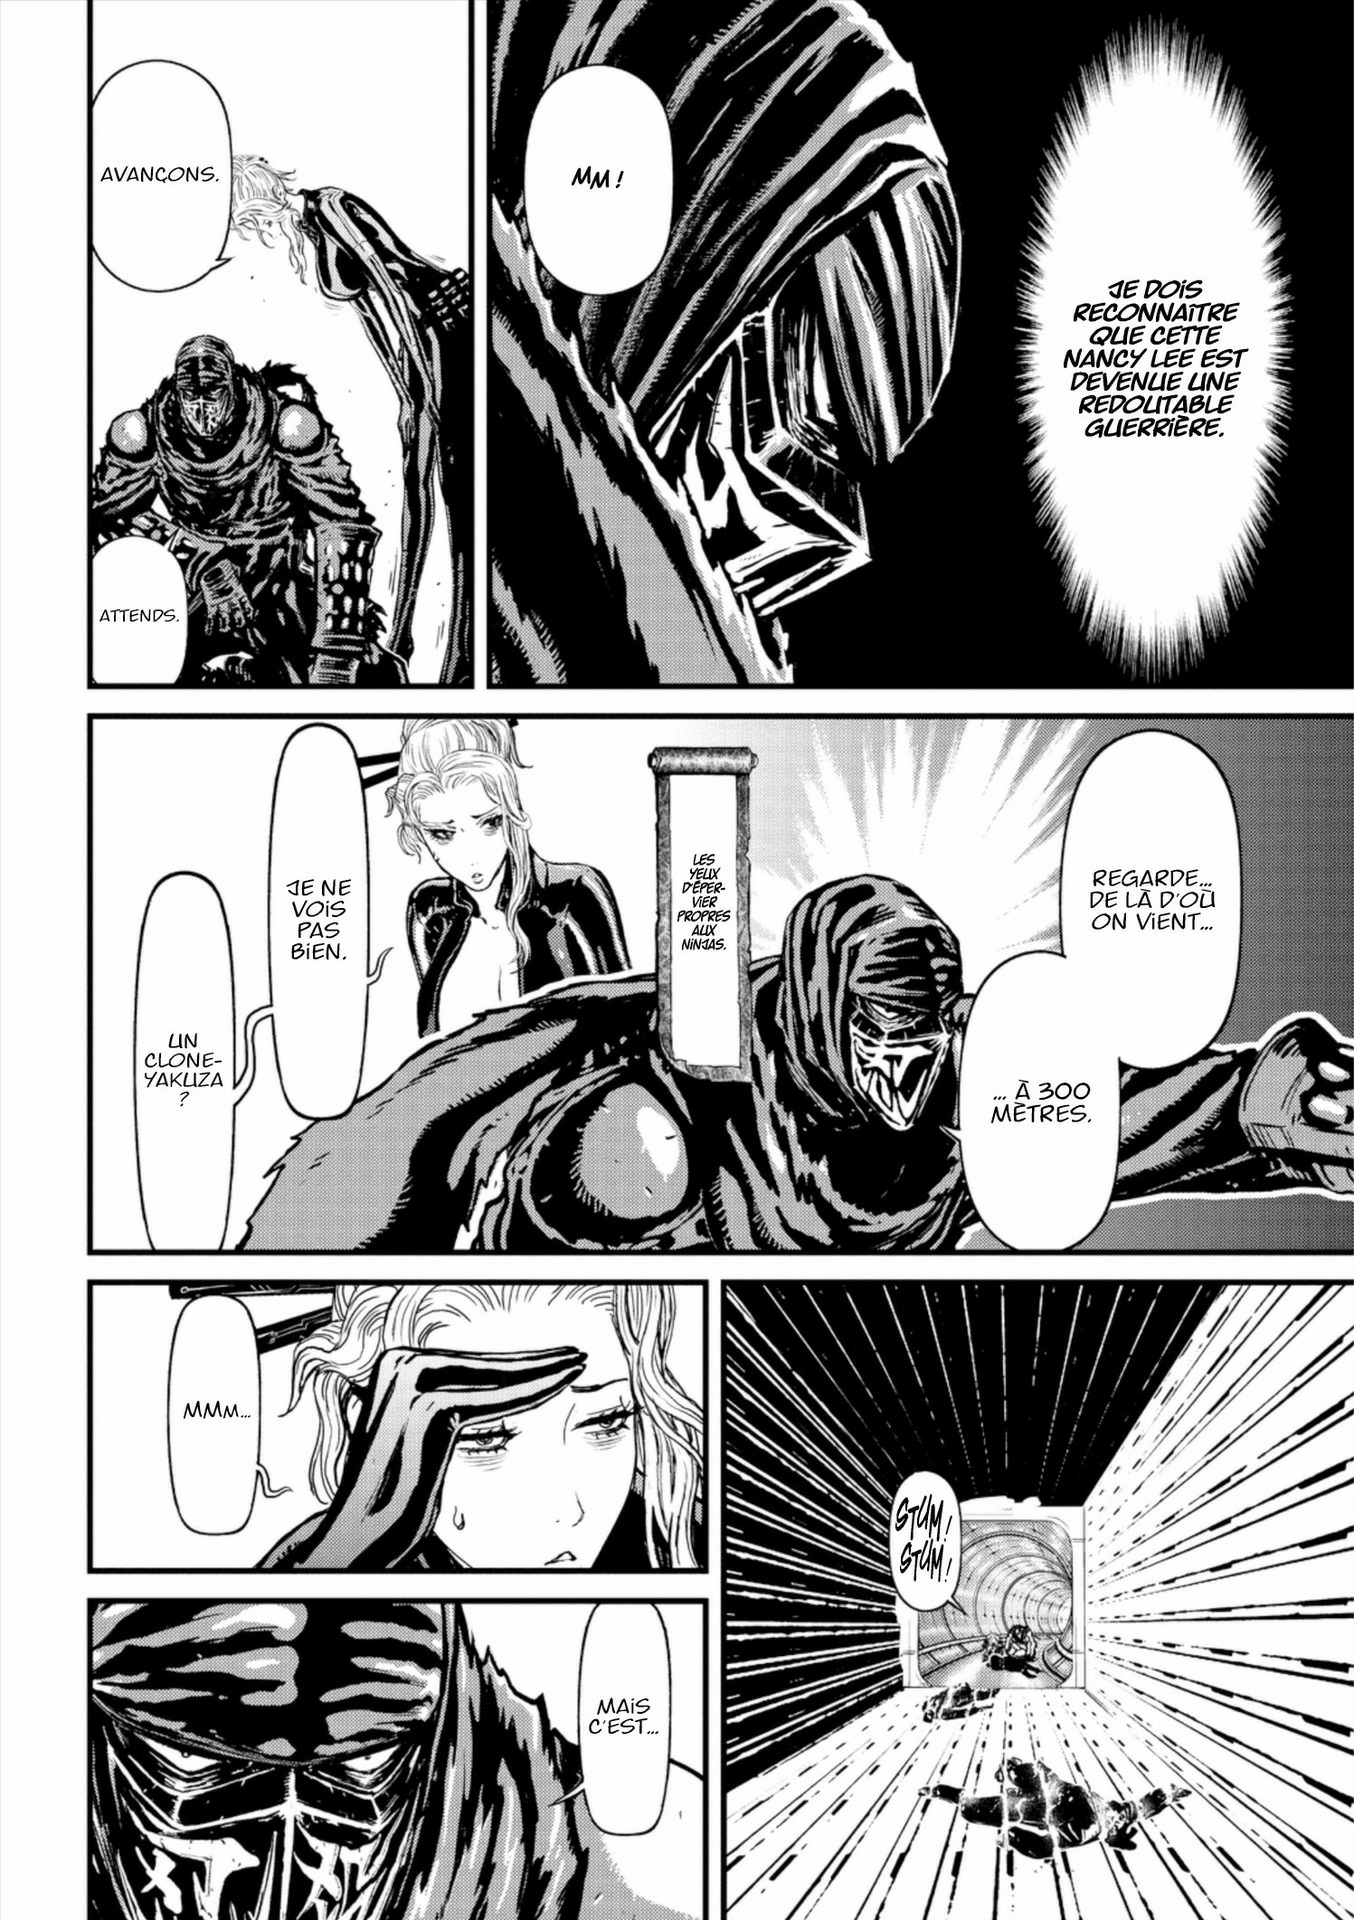 JE DOIS
RECONNAÎTRE
QUE CETTE
NANCY LEE EST
DEVENUE UNE
REDOUTABLE
GUERRIÈRE.
MM !
AVANÇONS.
ATTENDS.
REGARDE...
DE LÀ D'OÙ
ON VIENT...
... À 300
MÈTRES.
LES
YEUX
D'ÉPER-
VIER
PROPRES
AUX
NINJAS.
JE NE
VOIS
PAS
BIEN.
UN
CLONE-
YAKUZA
?
STUM !
STUM !
MMM...
MAIS
C'EST...